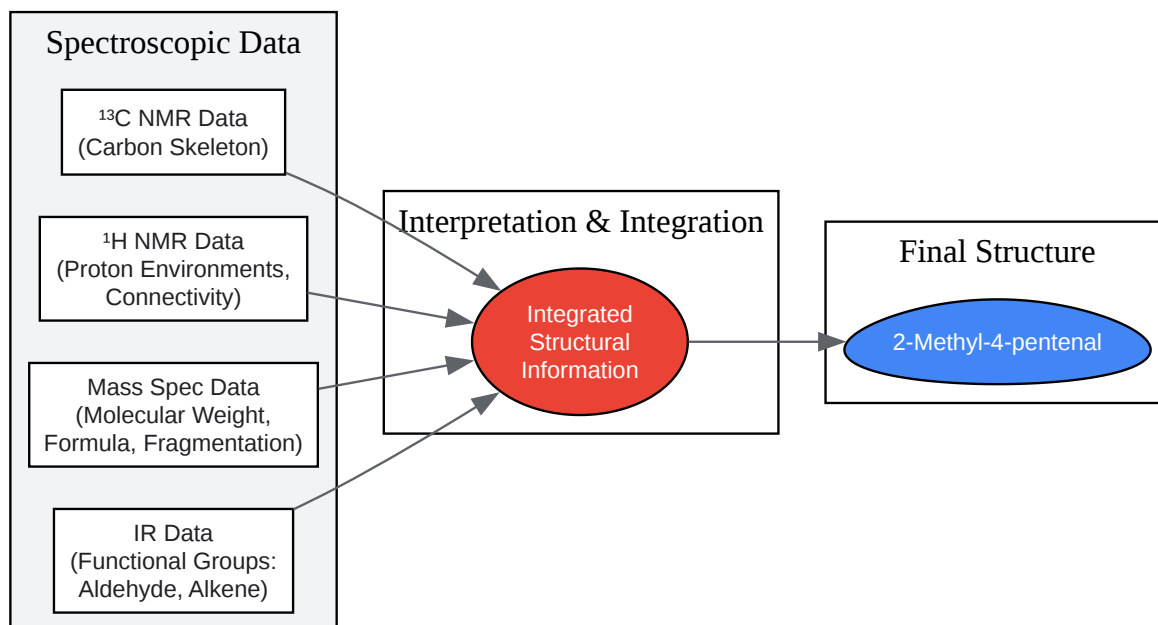 Spectroscopic Data
¹³C NMR Data
(Carbon Skeleton)
¹H NMR Data
(Proton Environments,
Connectivity)
Mass Spec Data
(Molecular Weight,
Formula, Fragmentation)
IR Data
(Functional Groups:
Aldehyde, Alkene)
Interpretation & Integration
Integrated
Structural
Information
Final Structure
2-Methyl-4-pentenal